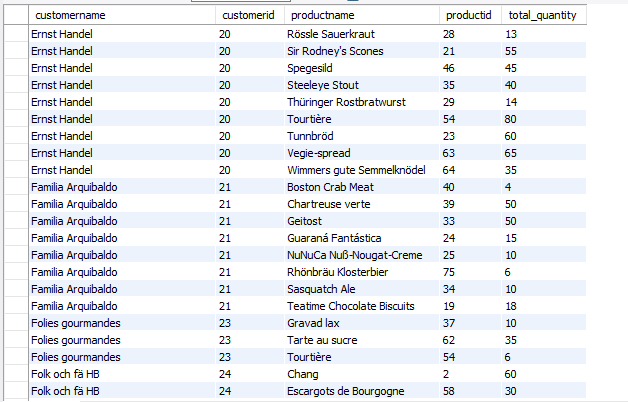 customername customerid productname productid total_quantity
Ernst Handel 20 Rössle Sauerkraut 28 13
Ernst Handel 20 Sir Rodney's Scones 21 55
Ernst Handel 20 Spegesild 46 45
Ernst Handel 20 Steeleye Stout 35 40
Ernst Handel 20 Thüringer Rostbratwurst 29 14
Ernst Handel 20 Tourtière 54 80
Ernst Handel 20 Tunnbröd 23 60
Ernst Handel 20 Vegie-spread 63 65
Ernst Handel 20 Wimmers gute Semmelknödel 64 35
Familia Arquibaldo 21 Boston Crab Meat 40 4
Familia Arquibaldo 21 Chartreuse verte 39 50
Familia Arquibaldo 21 Geitost 33 50
Familia Arquibaldo 21 Guaraná Fantástica 24 15
Familia Arquibaldo 21 NuNuCa Nuß-Nougat-Creme 25 10
Familia Arquibaldo 21 Rhönbräu Klosterbier 75 6
Familia Arquibaldo 21 Sasquatch Ale 34 10
Familia Arquibaldo 21 Teatime Chocolate Biscuits 19 18
Folies gourmandes 23 Gravad lax 37 10
Folies gourmandes 23 Tarte au sucre 62 35
Folies gourmandes 23 Tourtière 54 6
Folk och fä HB 24 Chang 2 60
Folk och fä HB 24 Escargots de Bourgogne 58 30